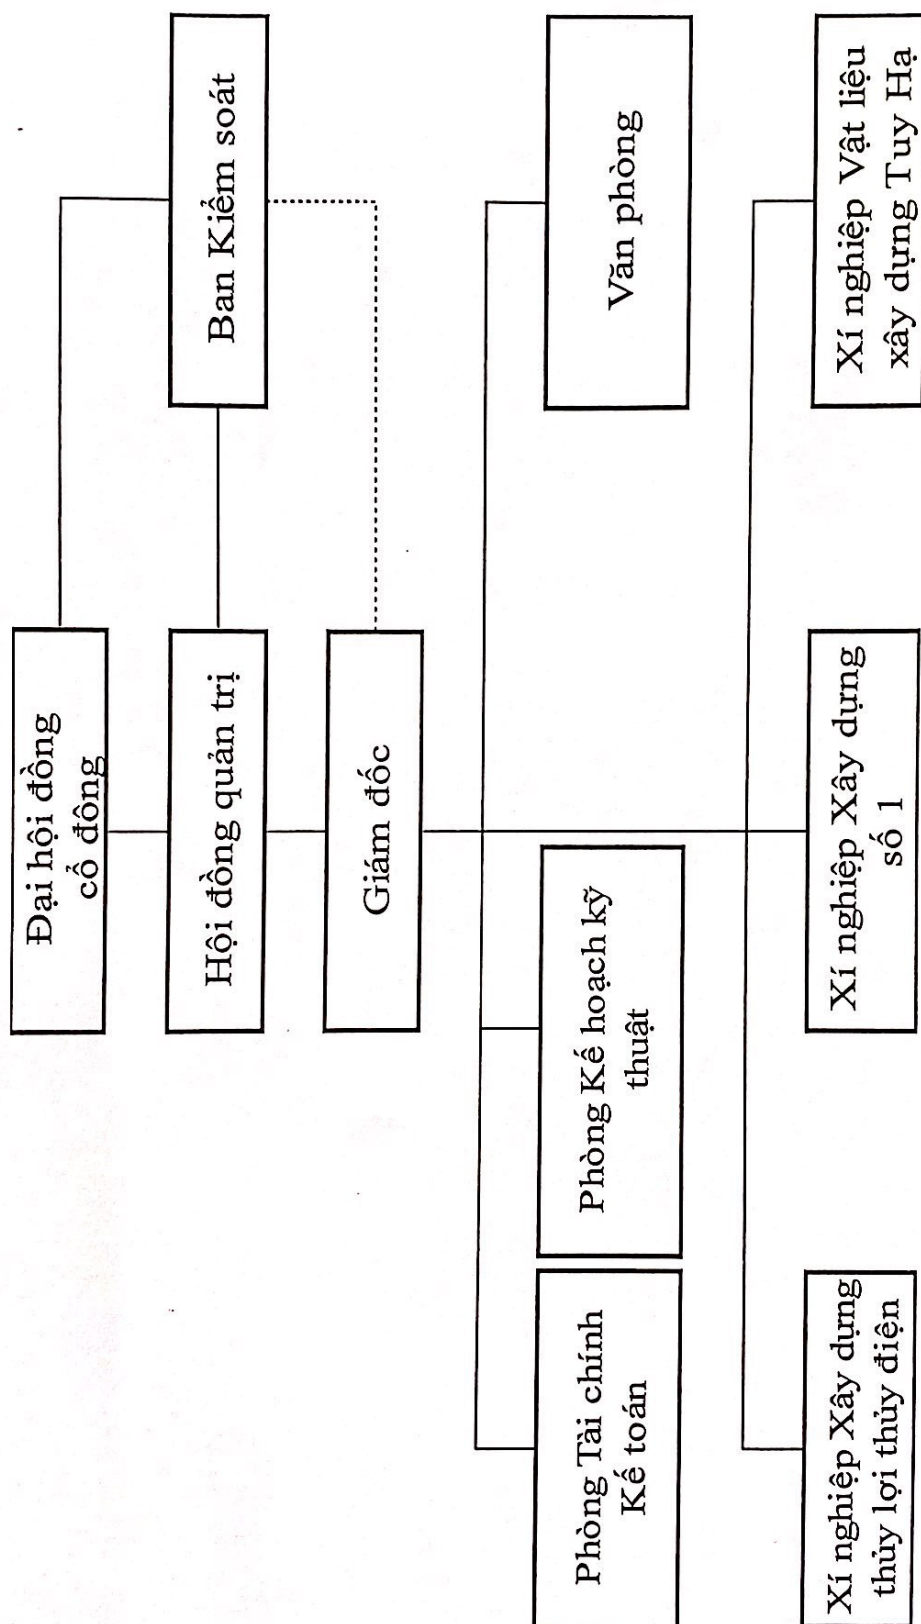 Đại hội đồng
cổ đông
Ban Kiểm soát
Hội đồng quản trị
Giám đốc
Phòng Tài chính
Kế toán
Phòng Kế hoạch kỹ
thuật
Văn phòng
Xí nghiệp Xây dựng
thủy lợi thủy điện
Xí nghiệp Xây dựng
số 1
Xí nghiệp Vật liệu
xây dựng Tuy Hạ